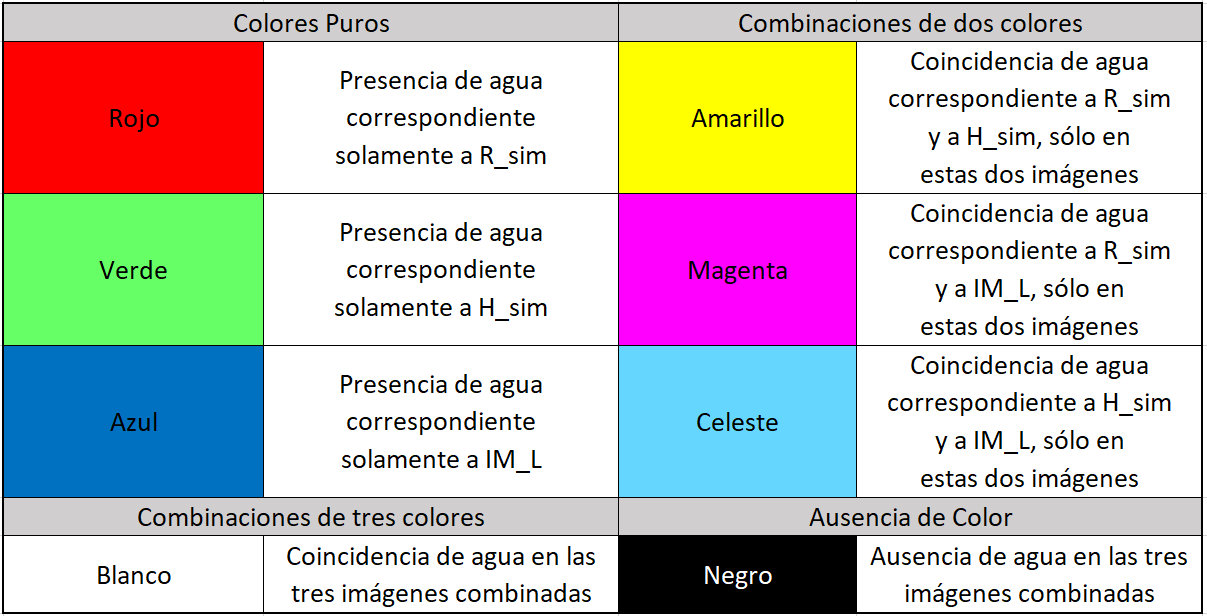 Colores Puros
Combinaciones de dos colores
Rojo
Presencia de agua
correspondiente
solamente a R_sim
Amarillo
Coincidencia de agua
correspondiente a R_sim
y a H_sim, sólo en
estas dos imágenes
Verde
Presencia de agua
correspondiente
solamente a H_sim
Magenta
Coincidencia de agua
correspondiente a R_sim
y a IM_L, sólo en
estas dos imágenes
Azul
Presencia de agua
correspondiente
solamente a IM_L
Celeste
Coincidencia de agua
correspondiente a H_sim
y a IM_L, sólo en
estas dos imágenes
Combinaciones de tres colores
Ausencia de Color
Blanco
Coincidencia de agua en las
tres imágenes combinadas
Negro
Ausencia de agua en las tres
imágenes combinadas